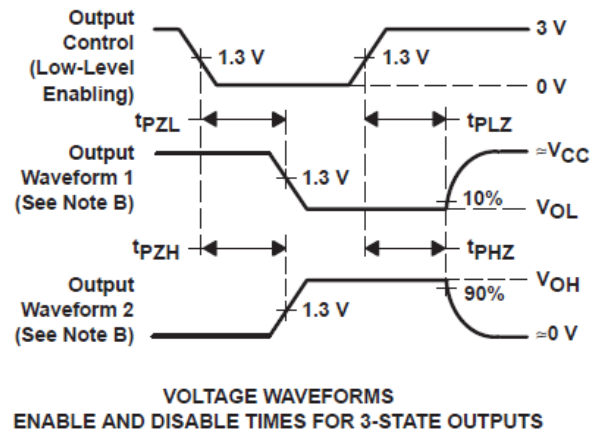 Output
Control
(Low-Level
Enabling)
1.3 V
1.3 V
3 V
0 V
tPZL
tPLZ
Output
Waveform 1
(See Note B)
1.3 V
≈VCC
10%
VOL
tPZH
tPHZ
Output
Waveform 2
(See Note B)
1.3 V
VOH
90%
≈0 V
VOLTAGE WAVEFORMS
ENABLE AND DISABLE TIMES FOR 3-STATE OUTPUTS